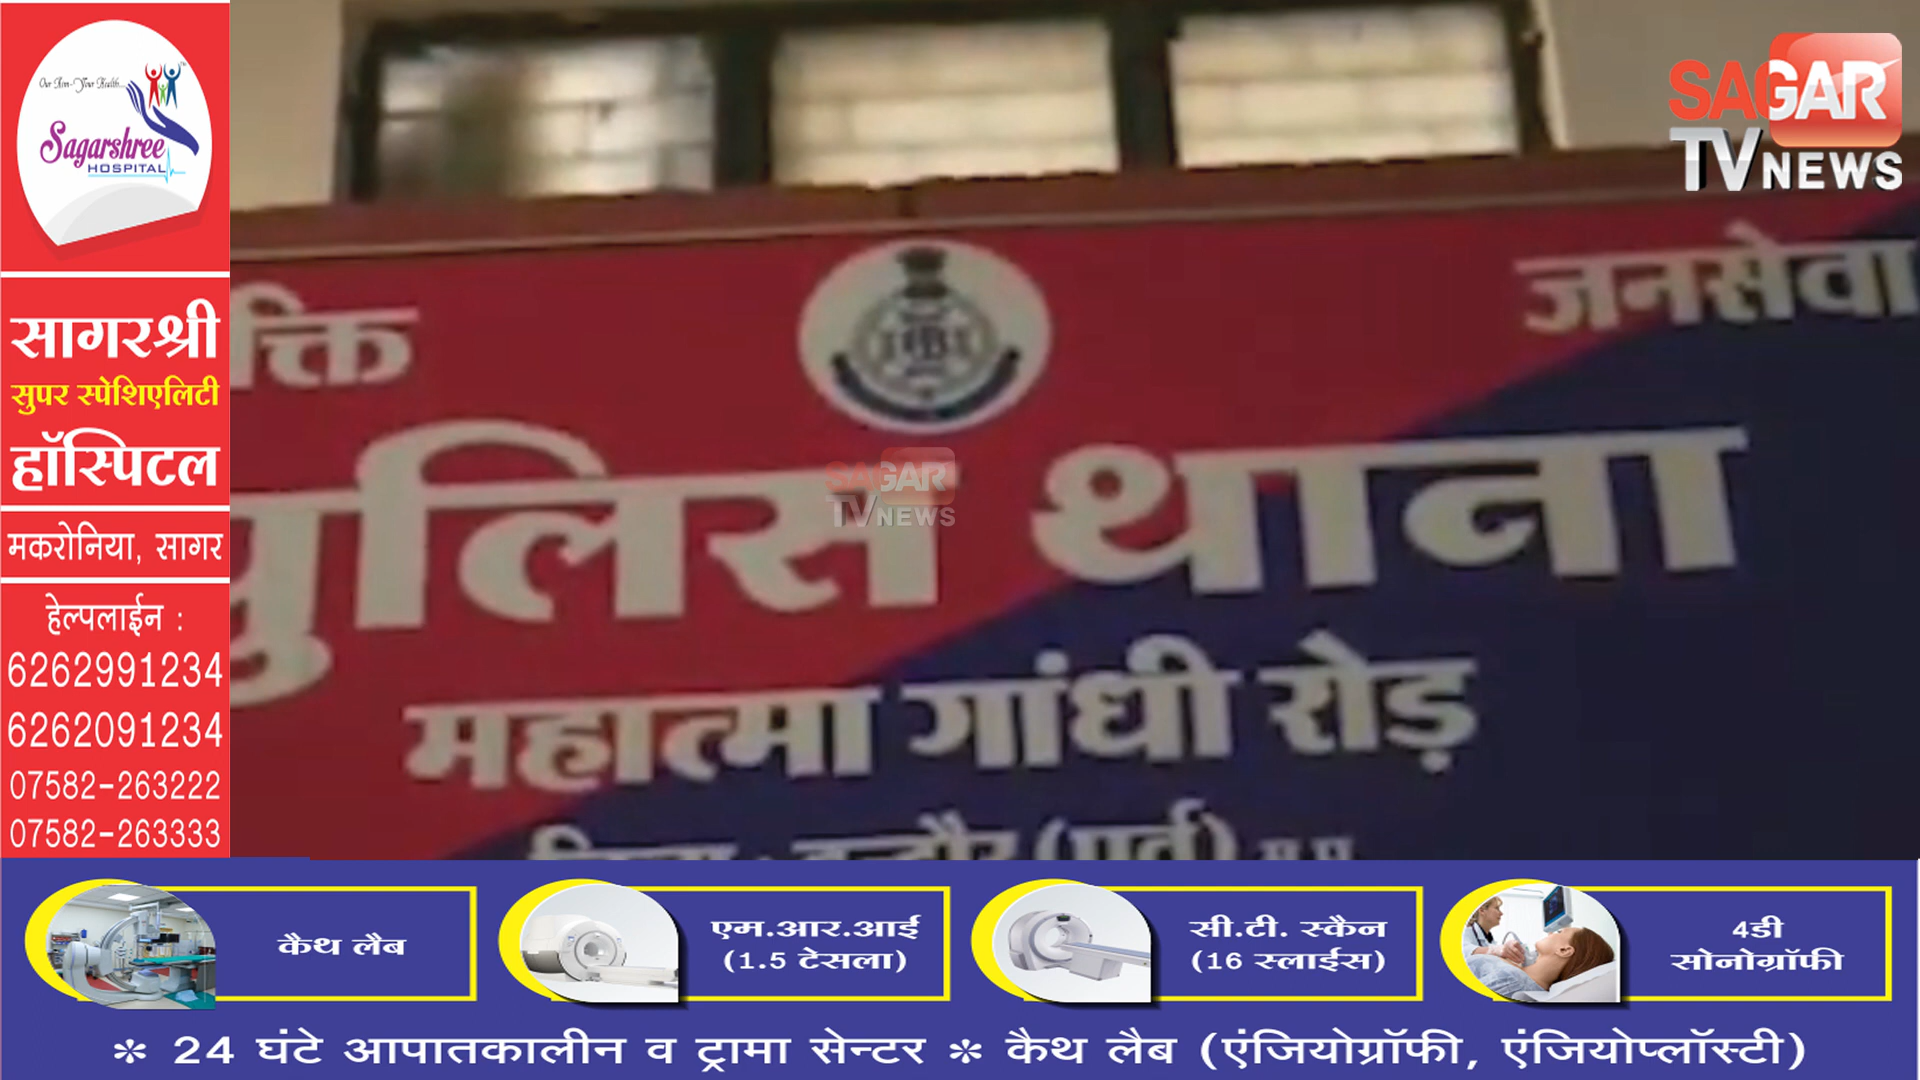 Our Aim-Your Health...
Sagarshree
HOSPITAL
सागरश्री
सुपर स्पेशिएलिटी
हॉस्पिटल
मकरोनिया, सागर
हेल्पलाईन :
6262991234
6262091234
07582-263222
07582-263333
SAGAR
TV NEWS
जनसेवा
पुलिस थाना
SAGAR
TV NEWS
महात्मा गांधी रोड़
कैथ लैब
एम.आर.आई
(1.5 टेसला)
सी.टी. स्कैन
(16 स्लाईस)
4डी
सोनोग्रॉफी
* 24 घंटे आपातकालीन व ट्रामा सेन्टर * कैथ लैब (एंजियोग्रॉफी, एंजियोप्लॉस्टी)